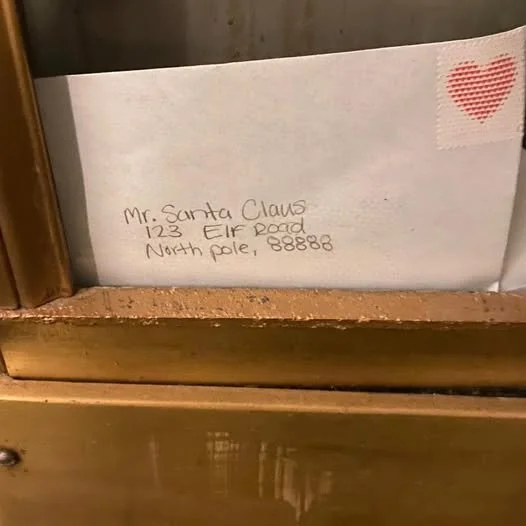 Mr. Santa Claus
123 Elf Road
North pole, 88888